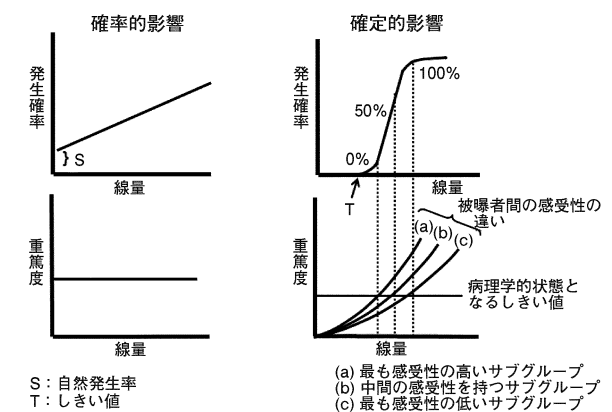 確率的影響
発生確率
} S
線量
重篤度
線量
S：自然発生率
T：しきい値
確定的影響
発生確率
100%
50%
0%
T
線量
被曝者間の感受性の
違い
(a)
(b)
(c)
重篤度
病理学的状態と
なるしきい値
線量
(a) 最も感受性の高いサブグループ
(b) 中間の感受性を持つサブグループ
(c) 最も感受性の低いサブグループ